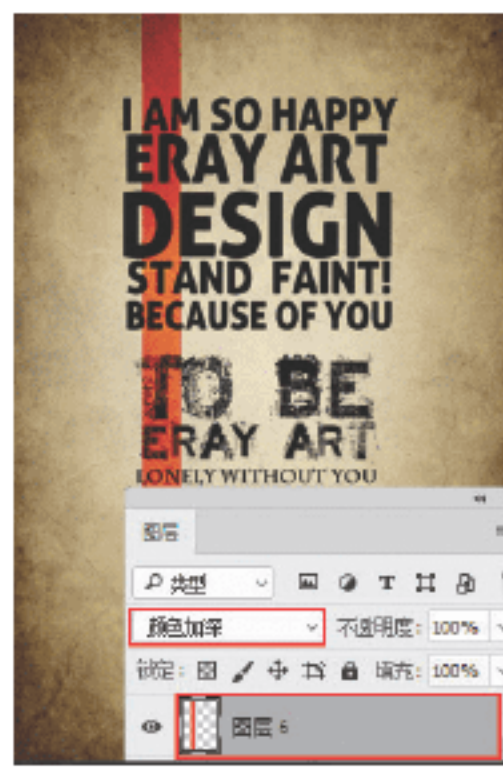 I AM SO HAPPY
ERAY ART
DESIGN
STAND FAINT!
BECAUSE OF YOU
TO BE
ERAY ART
LONELY WITHOUT YOU
图层
类型
颜色加深 不透明度: 100%
锁定: 填充: 100%
图层 6